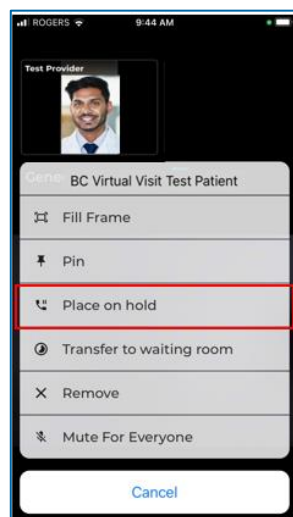 ROGERS 9:44 AM
Test Provider
BC Virtual Visit Test Patient
Fill Frame
Pin
Place on hold
Transfer to waiting room
Remove
Mute For Everyone
Cancel